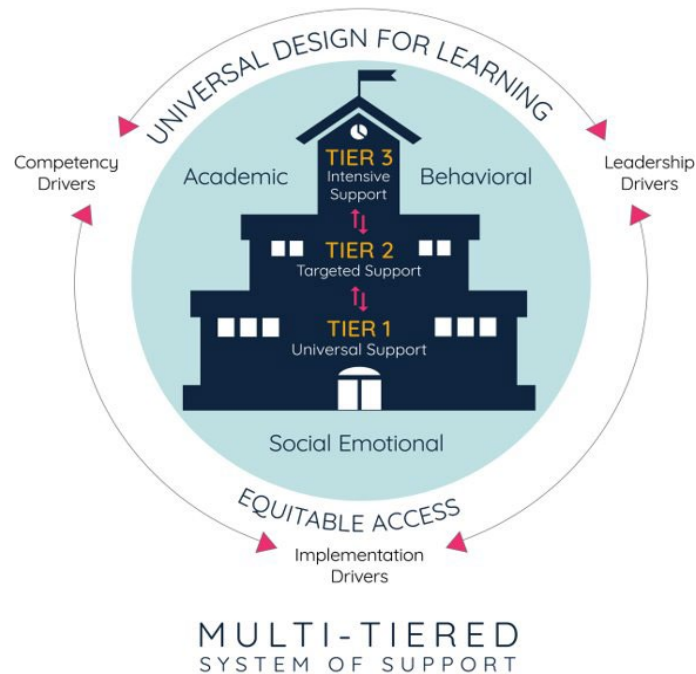 UNIVERSAL DESIGN FOR LEARNING
Competency
Drivers
Leadership
Drivers
Academic
Behavioral
TIER 3
Intensive
Support
TIER 2
Targeted Support
TIER 1
Universal Support
Social Emotional
EQUITABLE ACCESS
Implementation
Drivers
MULTI-TIERED
SYSTEM OF SUPPORT